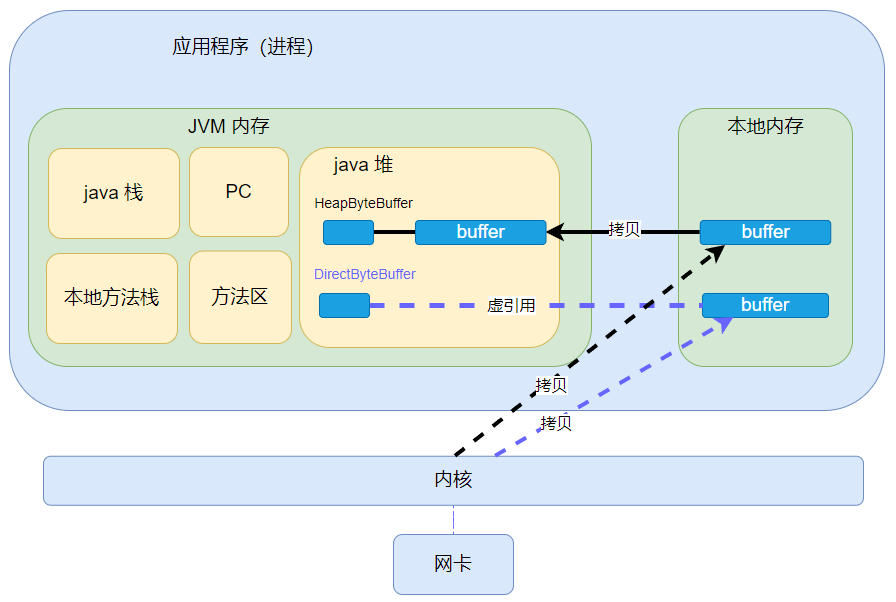 应用程序（进程）
JVM 内存
本地内存
java 栈
PC
java 堆
HeapByteBuffer
buffer
拷贝
buffer
本地方法栈
方法区
DirectByteBuffer
虚引用
buffer
拷贝
拷贝
内核
网卡